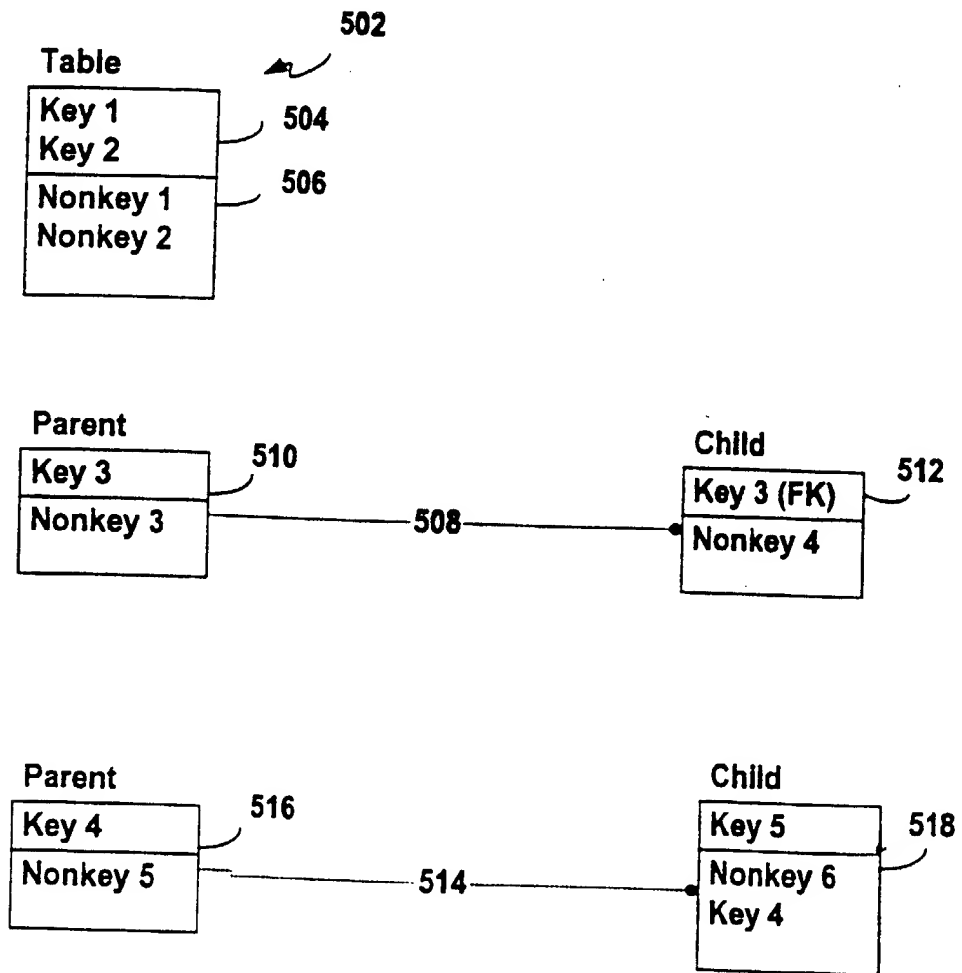 502
Table
Key 1
Key 2
504
Nonkey 1
Nonkey 2
506
Parent
Key 3
Nonkey 3
510
508
Child
Key 3 (FK)
Nonkey 4
512
Parent
Key 4
Nonkey 5
516
514
Child
Key 5
Nonkey 6
Key 4
518